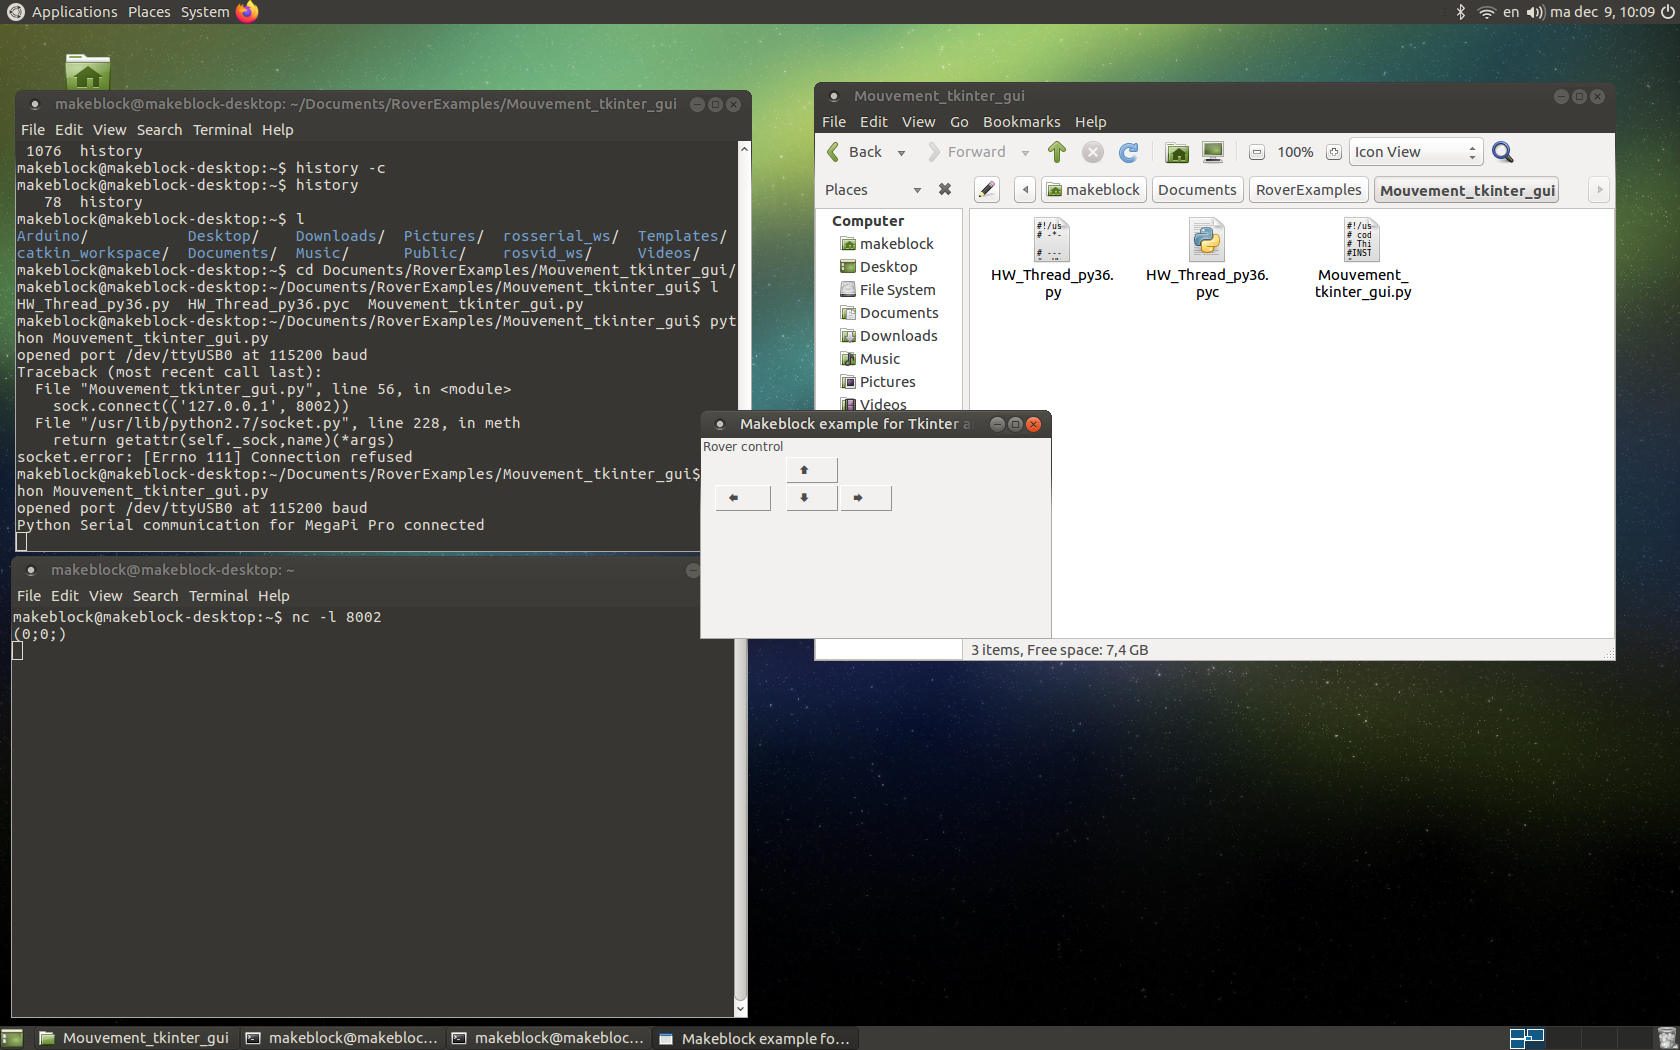 Applications Places System
en ma dec 9, 10:09
makeblock@makeblock-desktop: ~/Documents/RoverExamples/Mouvement_tkinter_gui
File Edit View Search Terminal Help
1076 history
makeblock@makeblock-desktop:~$ history -c
makeblock@makeblock-desktop:~$ history
78 history
makeblock@makeblock-desktop:~$ l
Arduino/ Desktop/ Downloads/ Pictures/ rosserial_ws/ Templates/
catkin_workspace/ Documents/ Music/ Public/ rosvid_ws/ Videos/
makeblock@makeblock-desktop:~$ cd Documents/RoverExamples/Mouvement_tkinter_gui/
makeblock@makeblock-desktop:~/Documents/RoverExamples/Mouvement_tkinter_gui$ l
HW_Thread_py36.py HW_Thread_py36.pyc Mouvement_tkinter_gui.py
makeblock@makeblock-desktop:~/Documents/RoverExamples/Mouvement_tkinter_gui$ pyt
hon Mouvement_tkinter_gui.py
opened port /dev/ttyUSB0 at 115200 baud
Traceback (most recent call last):
File "Mouvement_tkinter_gui.py", line 56, in <module>
sock.connect(('127.0.0.1', 8002))
File "/usr/lib/python2.7/socket.py", line 228, in meth
return getattr(self._sock,name)(*args)
socket.error: [Errno 111] Connection refused
makeblock@makeblock-desktop:~/Documents/RoverExamples/Mouvement_tkinter_gui$
hon Mouvement_tkinter_gui.py
opened port /dev/ttyUSB0 at 115200 baud
Python Serial communication for MegaPi Pro connected
makeblock@makeblock-desktop: ~
File Edit View Search Terminal Help
makeblock@makeblock-desktop:~$ nc -l 8002
(0;0;)
Mouvement_tkinter_gui
File Edit View Go Bookmarks Help
Back Forward 100% Icon View
Places makeblock Documents RoverExamples Mouvement_tkinter_gui
Computer
makeblock
Desktop
File System
Documents
Downloads
Music
Pictures
Videos
#!/us
# -*-
# ---
HW_Thread_py36.
py
HW_Thread_py36.
pyc
#!/us
# cod
# Thi
#INST
Mouvement_
tkinter_gui.py
3 items, Free space: 7,4 GB
Makeblock example for Tkinter a
Rover control
Mouvement_tkinter_gui
makeblock@makebloc...
makeblock@makebloc...
Makeblock example fo...